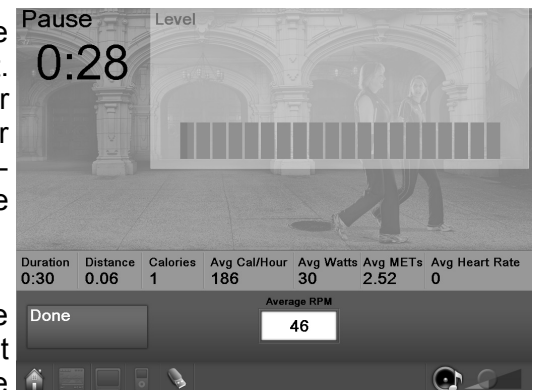 e
.
r
r
–
e
e
t
e
Pause
Level
0:28
Duration Distance Calories Avg Cal/Hour Avg Watts Avg METs Avg Heart Rate
0:30 0.06 1 186 30 2.52 0
Average RPM
Done
46